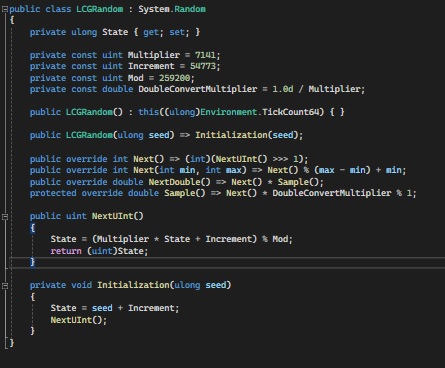 public class LCGRandom : System.Random
{
private ulong State { get; set; }
private const uint Multiplier = 7141;
private const uint Increment = 54773;
private const uint Mod = 259200;
private const double DoubleConvertMultiplier = 1.0d / Multiplier;
public LCGRandom() : this((ulong)Environment.TickCount64) { }
public LCGRandom(ulong seed) => Initialization(seed);
public override int Next() => (int)(NextUInt() >>> 1);
public override int Next(int min, int max) => Next() % (max - min) + min;
public override double NextDouble() => Next() * Sample();
protected override double Sample() => Next() * DoubleConvertMultiplier % 1;
public uint NextUInt()
{
State = (Multiplier * State + Increment) % Mod;
return (uint)State;
}
private void Initialization(ulong seed)
{
State = seed + Increment;
NextUInt();
}
}